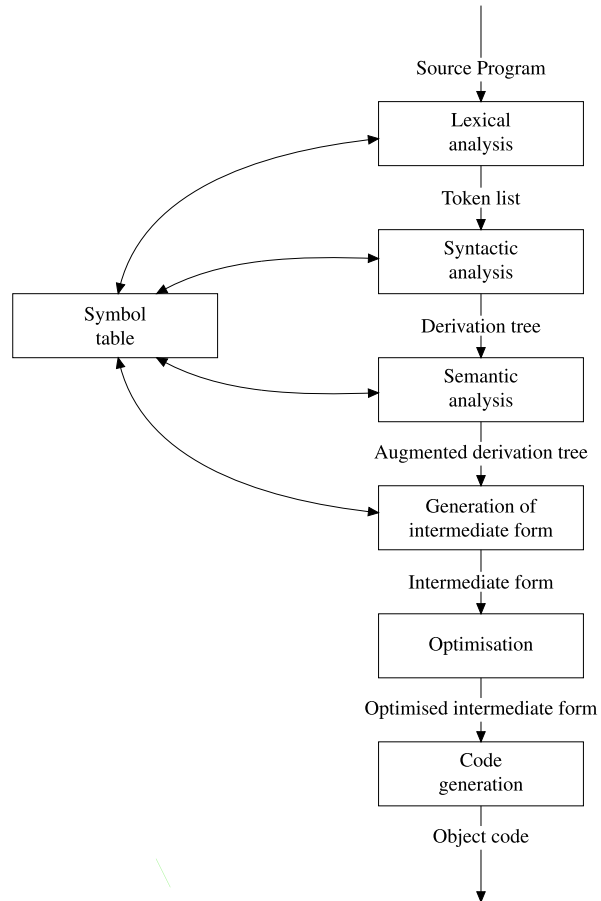 Source Program
Lexical
analysis
Token list
Syntactic
analysis
Symbol
table
Derivation tree
Semantic
analysis
Augmented derivation tree
Generation of
intermediate form
Intermediate form
Optimisation
Optimised intermediate form
Code
generation
Object code